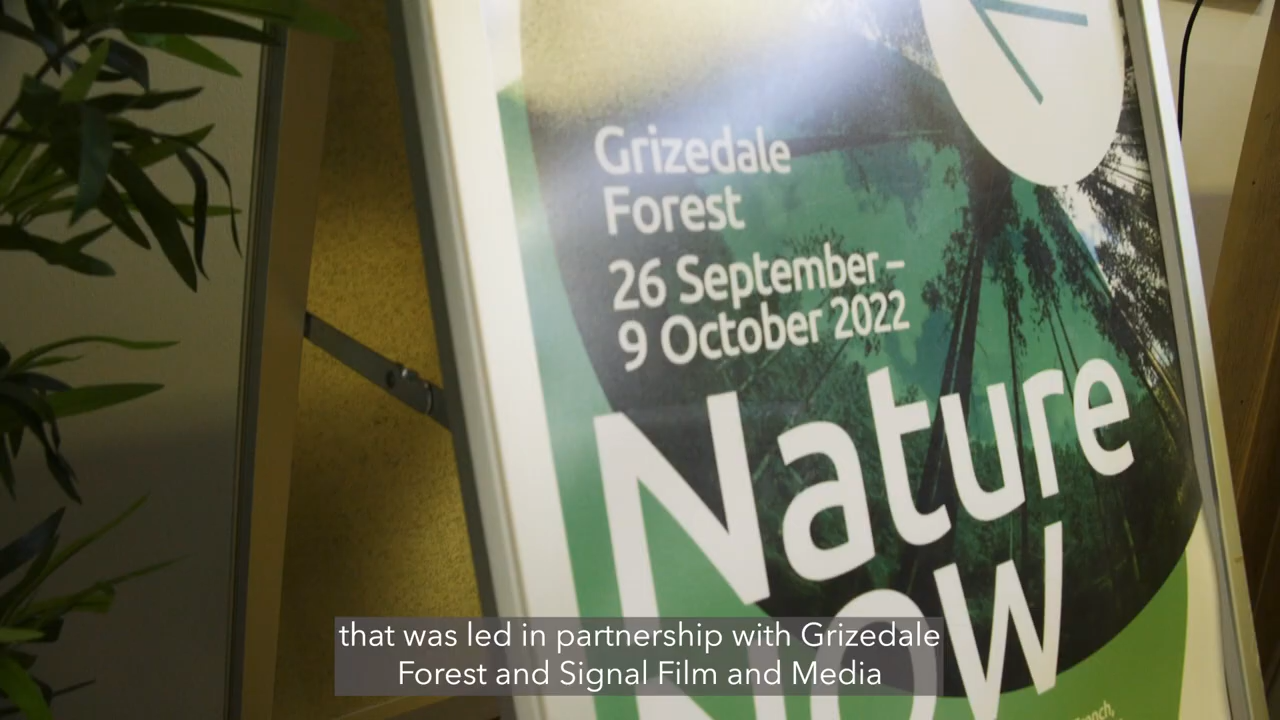 Grizedale
Forest
26 September –
9 October 2022
Nature
Now
that was led in partnership with Grizedale
Forest and Signal Film and Media